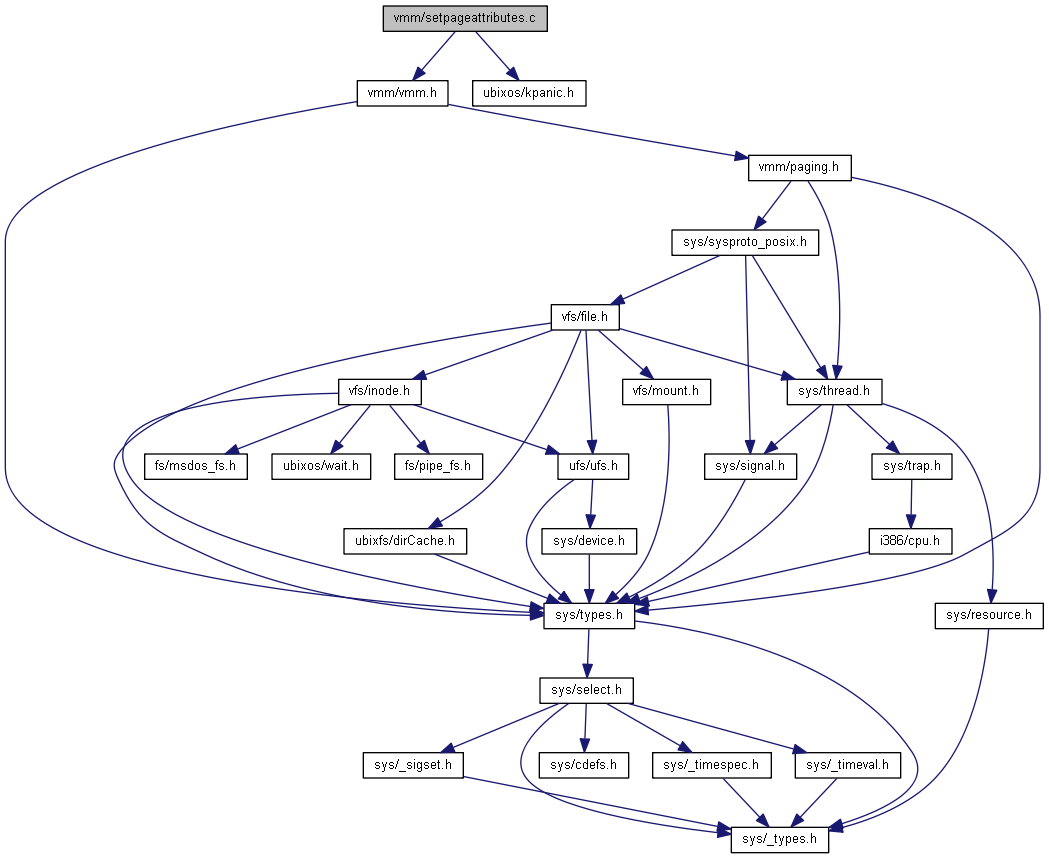 vmm/setpageattributes.c
vmm/vmm.h
ubixos/kpanic.h
vmm/paging.h
sys/sysproto_posix.h
vfs/file.h
vfs/inode.h
vfs/mount.h
sys/thread.h
fs/msdos_fs.h
ubixos/wait.h
fs/pipe_fs.h
ufs/ufs.h
sys/signal.h
sys/trap.h
ubixfs/dirCache.h
sys/device.h
i386/cpu.h
sys/types.h
sys/resource.h
sys/select.h
sys/_sigset.h
sys/cdefs.h
sys/_timespec.h
sys/_timeval.h
sys/_types.h